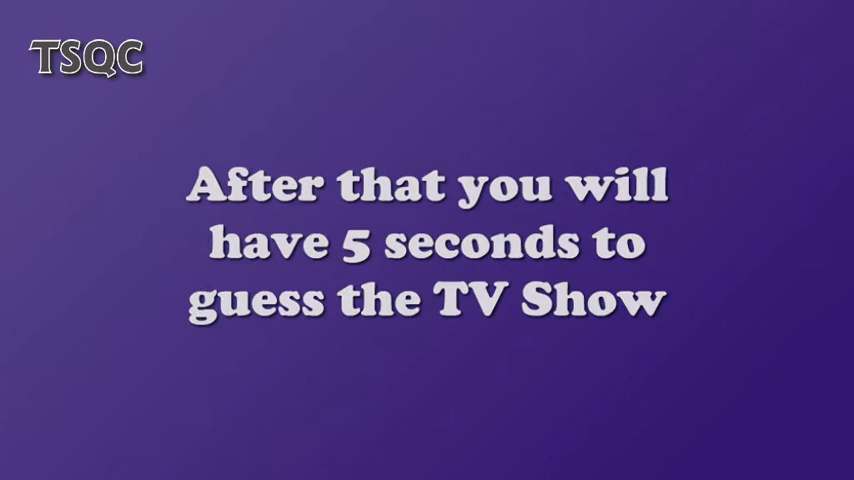 TSQC
After that you will
have 5 seconds to
guess the TV Show